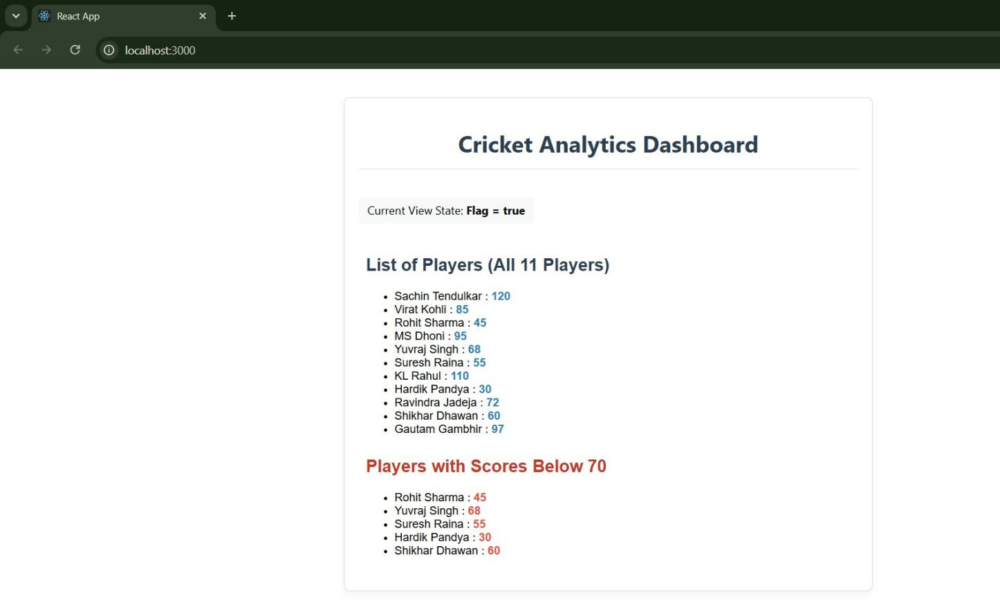 React App
localhost:3000
Cricket Analytics Dashboard
Current View State: Flag = true
List of Players (All 11 Players)
Sachin Tendulkar : 120
Virat Kohli : 85
Rohit Sharma : 45
MS Dhoni : 95
Yuvraj Singh : 68
Suresh Raina : 55
KL Rahul : 110
Hardik Pandya : 30
Ravindra Jadeja : 72
Shikhar Dhawan : 60
Gautam Gambhir : 97
Players with Scores Below 70
Rohit Sharma : 45
Yuvraj Singh : 68
Suresh Raina : 55
Hardik Pandya : 30
Shikhar Dhawan : 60